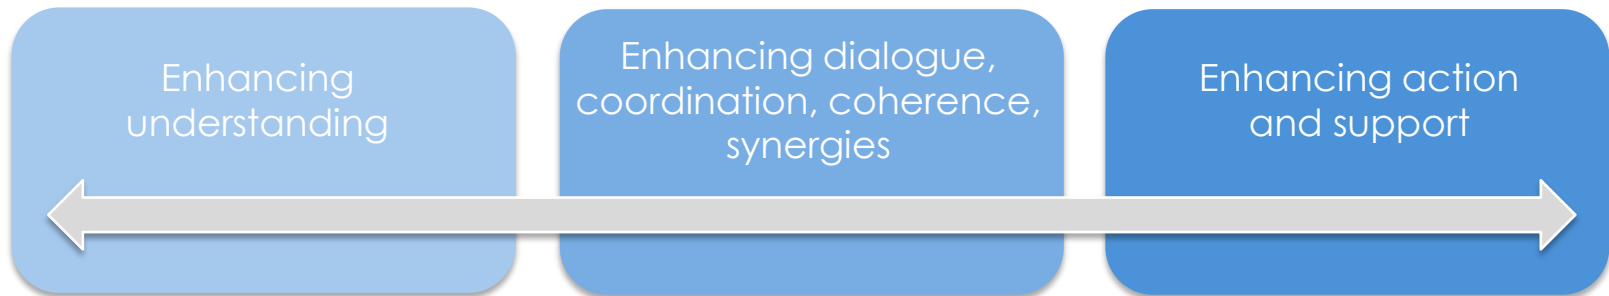 Enhancing
understanding
Enhancing dialogue,
coordination, coherence,
synergies
Enhancing action
and support